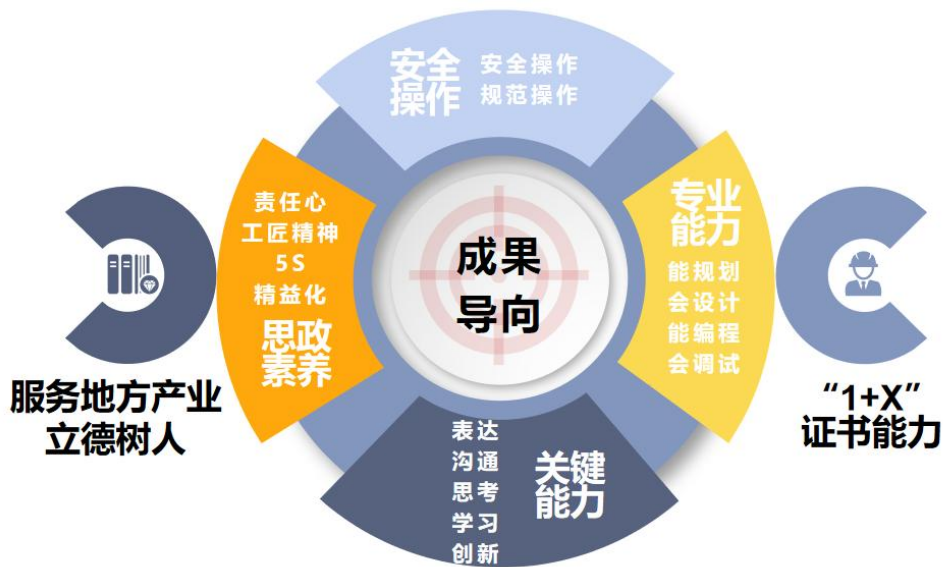 安全
操作
安全操作
规范操作
责任心
工匠精神
5S
精益化
思政
素养
成果
导向
专业
能力
能规划
会设计
能编程
会调试
表达
沟通
思考
学习
创新
关键
能力
服务地方产业
立德树人
“1+X”
证书能力